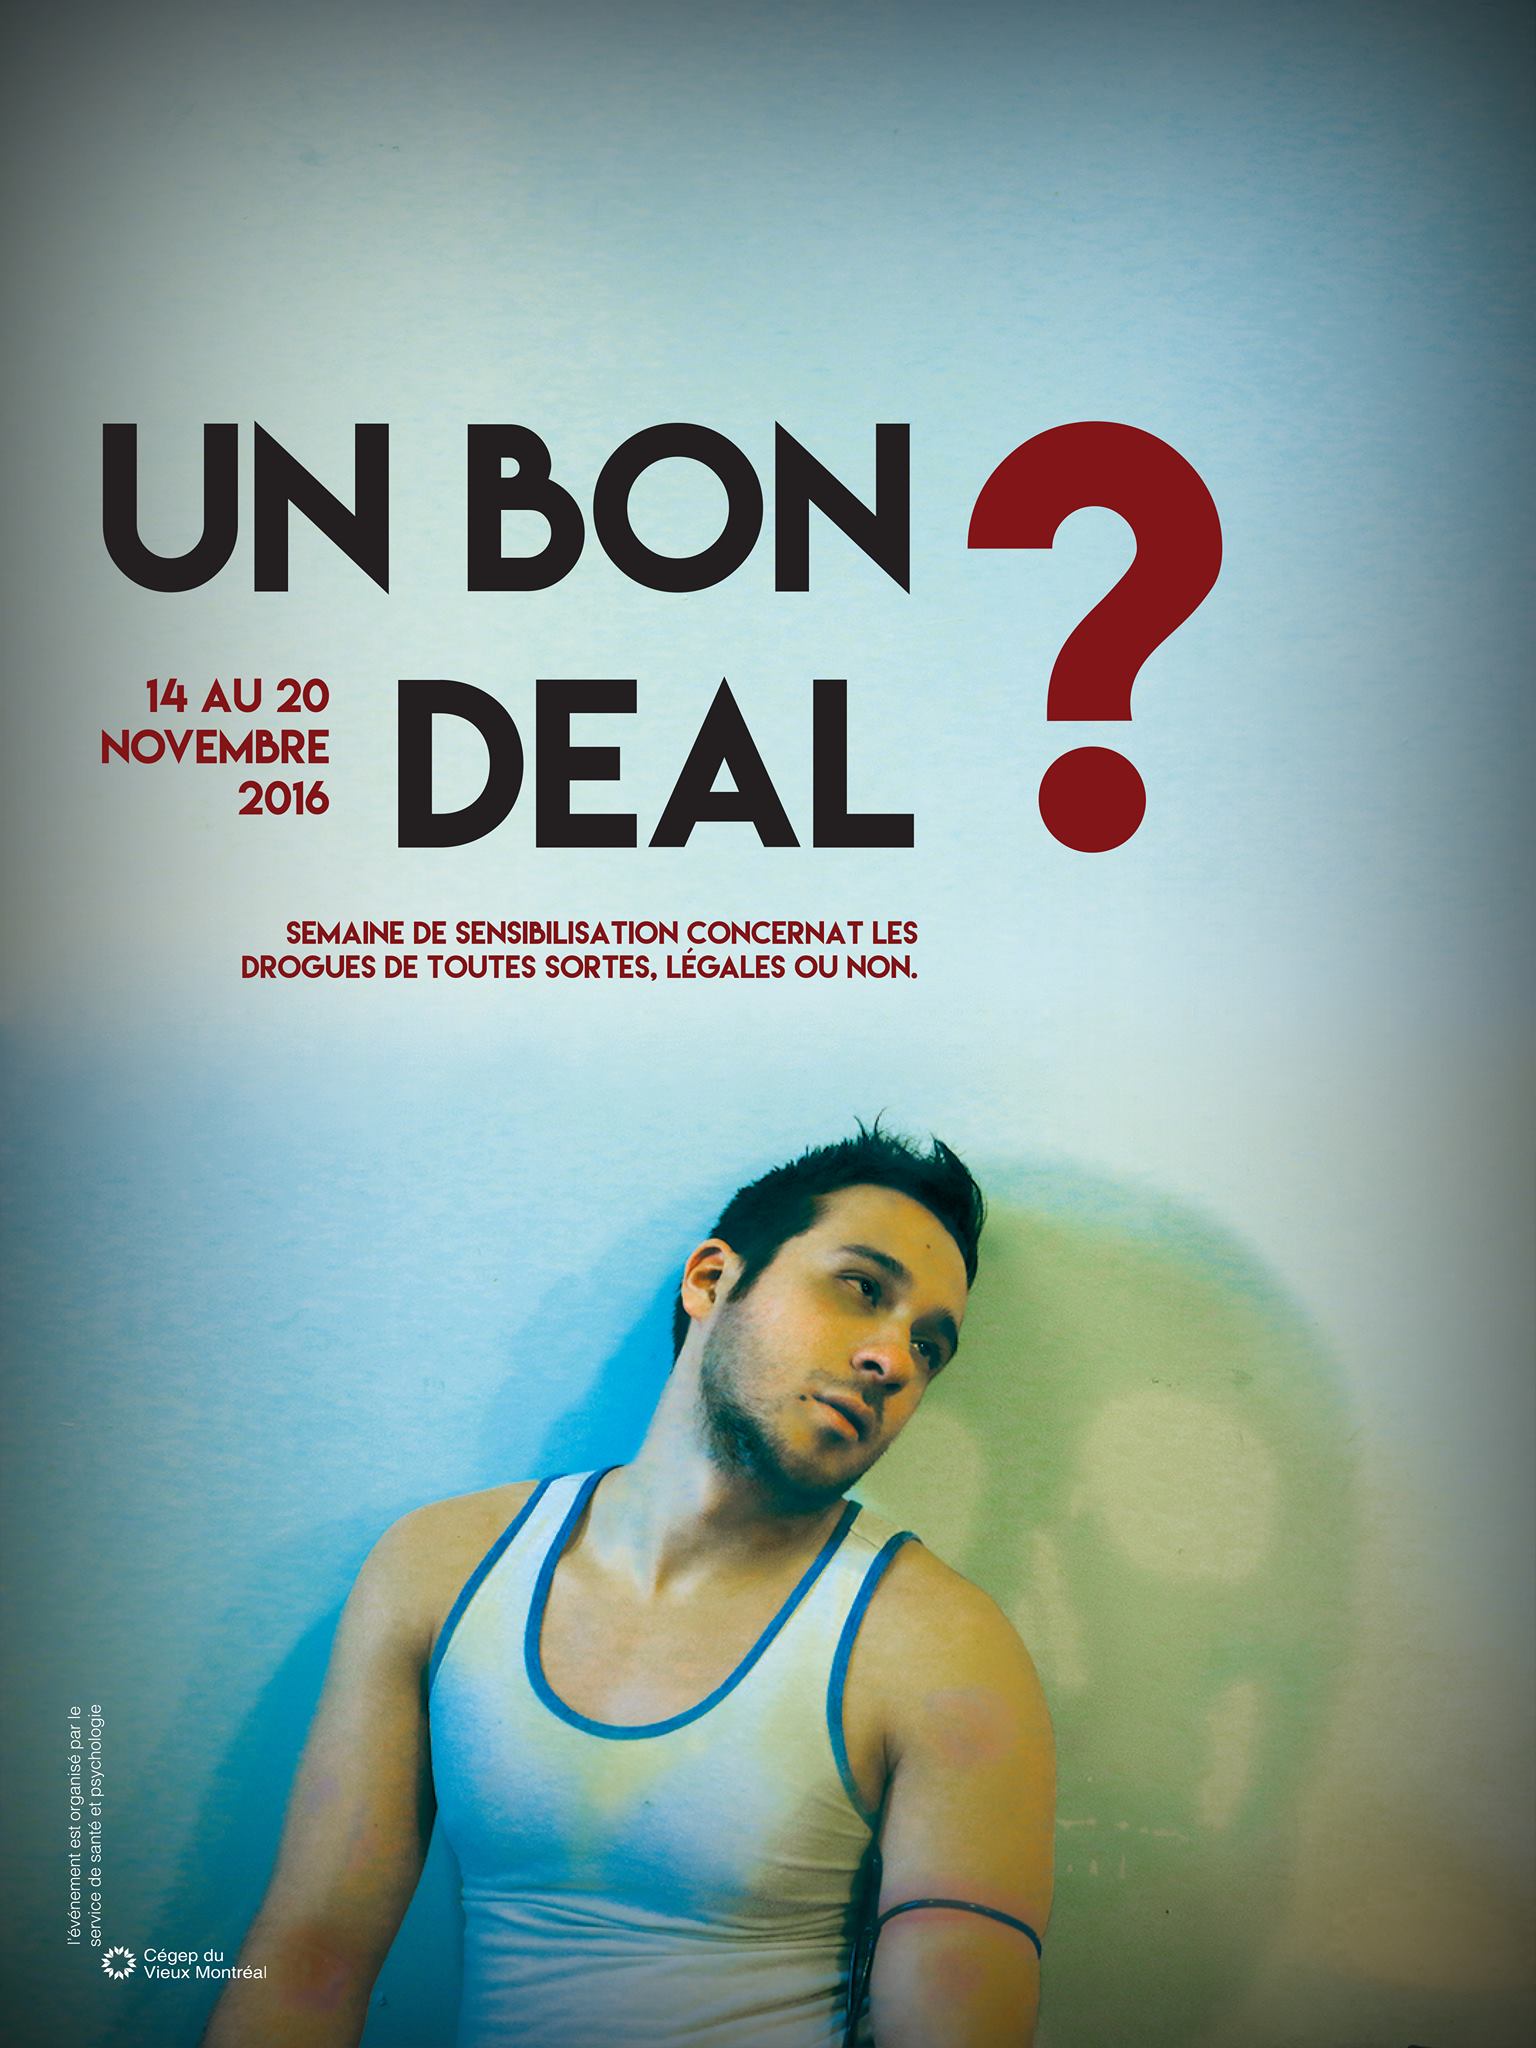 UN BON ?
DEAL
14 AU 20
NOVEMBRE
2016
SEMAINE DE SENSIBILISATION CONCERNAT LES
DROGUES DE TOUTES SORTES, LÉGALES OU NON.
l'événement est organisé par le
service de santé et psychologie
Cégep du
Vieux Montréal